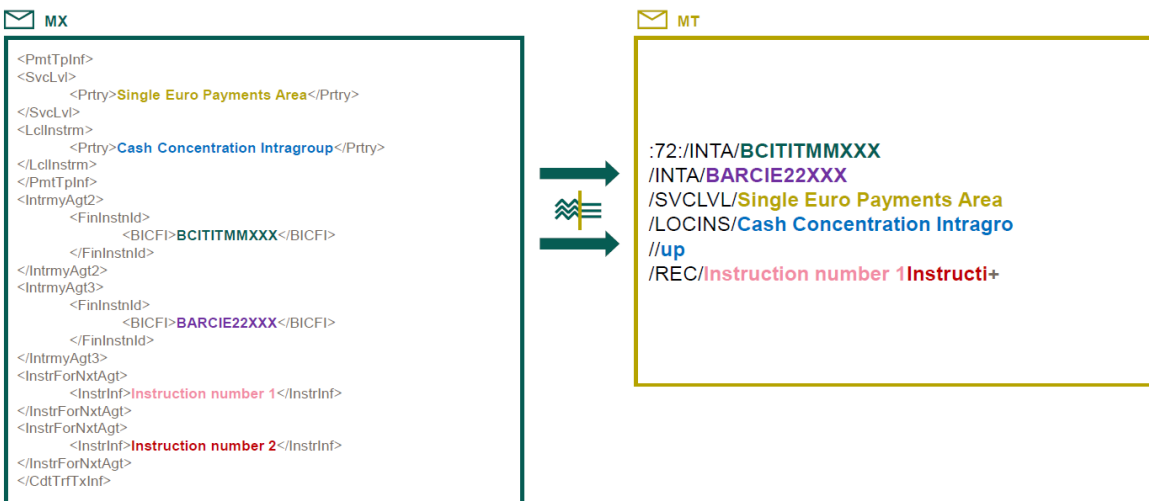 MX
<PmtTpInf>
<SvcLvl>
<Prtry>Single Euro Payments Area</Prtry>
</SvcLvl>
<LclInstrm>
<Prtry>Cash Concentration Intragroup</Prtry>
</LclInstrm>
</PmtTpInf>
<IntrmyAgt2>
<FinInstnId>
<BICFI>BCITITMMXXX</BICFI>
</FinInstnId>
</IntrmyAgt2>
<IntrmyAgt3>
<FinInstnId>
<BICFI>BARCIE22XXX</BICFI>
</FinInstnId>
</IntrmyAgt3>
<InstrForNxtAgt>
<InstrInf>Instruction number 1</InstrInf>
</InstrForNxtAgt>
<InstrForNxtAgt>
<InstrInf>Instruction number 2</InstrInf>
</InstrForNxtAgt>
</CdtTrfTxInf>
MT
:72:/INTA/BCITITMMXXX
/INTA/BARCIE22XXX
/SVCLVL/Single Euro Payments Area
/LOCINS/Cash Concentration Intragro
//up
/REC/Instruction number 1Instructi+